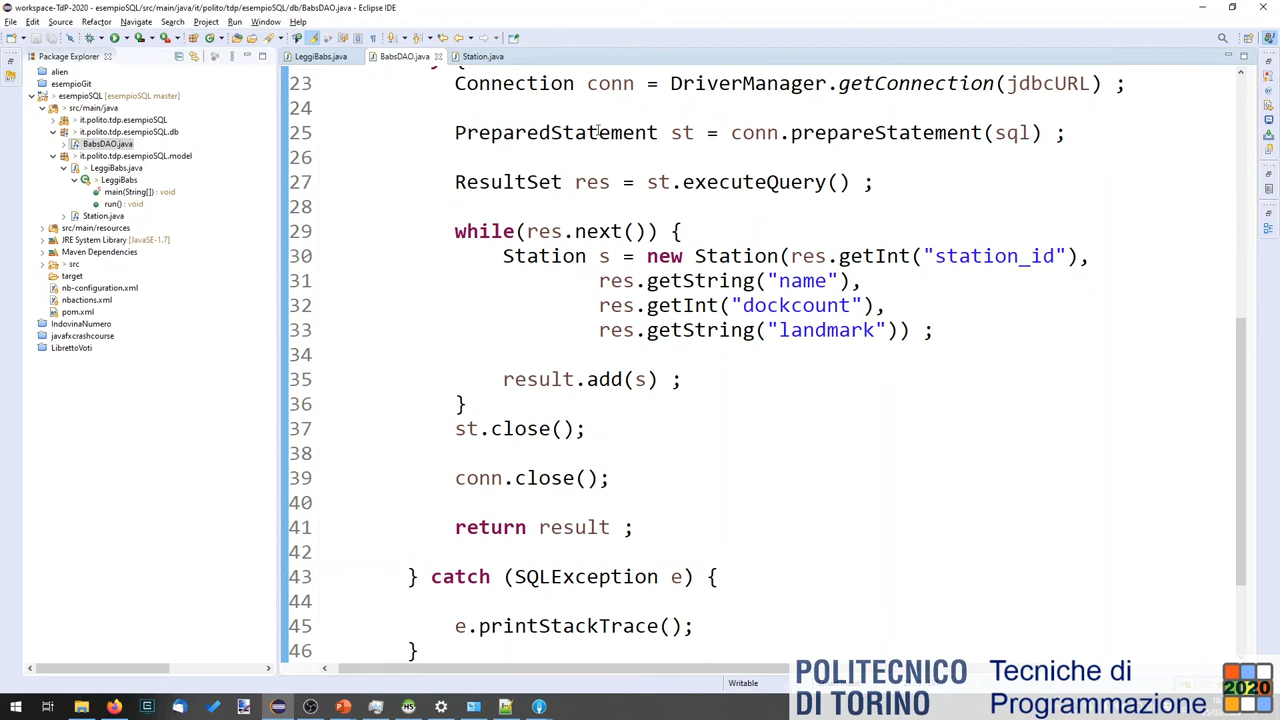 workspace-TdP-2020 - esempioSQL/src/main/java/it/polito/tdp/esempioSQL/db/BabsDAO.java - Eclipse IDE
File Edit Source Refactor Navigate Search Project Run Window Help
Package Explorer
LeggiBabs.java BabsDAO.java Station.java
alien
esempioGit
esempioSQL [esempioSQL master]
src/main/java
it.polito.tdp.esempioSQL
it.polito.tdp.esempioSQL.db
BabsDAO.java
it.polito.tdp.esempioSQL.model
LeggiBabs.java
LeggiBabs
main(String[]) : void
run() : void
Station.java
src/main/resources
JRE System Library [JavaSE-1.7]
Maven Dependencies
src
target
nb-configuration.xml
nbactions.xml
pom.xml
IndovinaNumero
javafxcrashcourse
LibrettoVoti
23 Connection conn = DriverManager.getConnection(jdbcURL) ;
24
25 PreparedStatement st = conn.prepareStatement(sql) ;
26
27 ResultSet res = st.executeQuery() ;
28
29 while(res.next()) {
30 Station s = new Station(res.getInt("station_id"),
31 res.getString("name"),
32 res.getInt("dockcount"),
33 res.getString("landmark")) ;
34
35 result.add(s) ;
36 }
37 st.close();
38
39 conn.close();
40
41 return result ;
42
43 } catch (SQLException e) {
44
45 e.printStackTrace();
46 }
Writable
POLITECNICO
DI TORINO
Tecniche di
Programmazione
2020